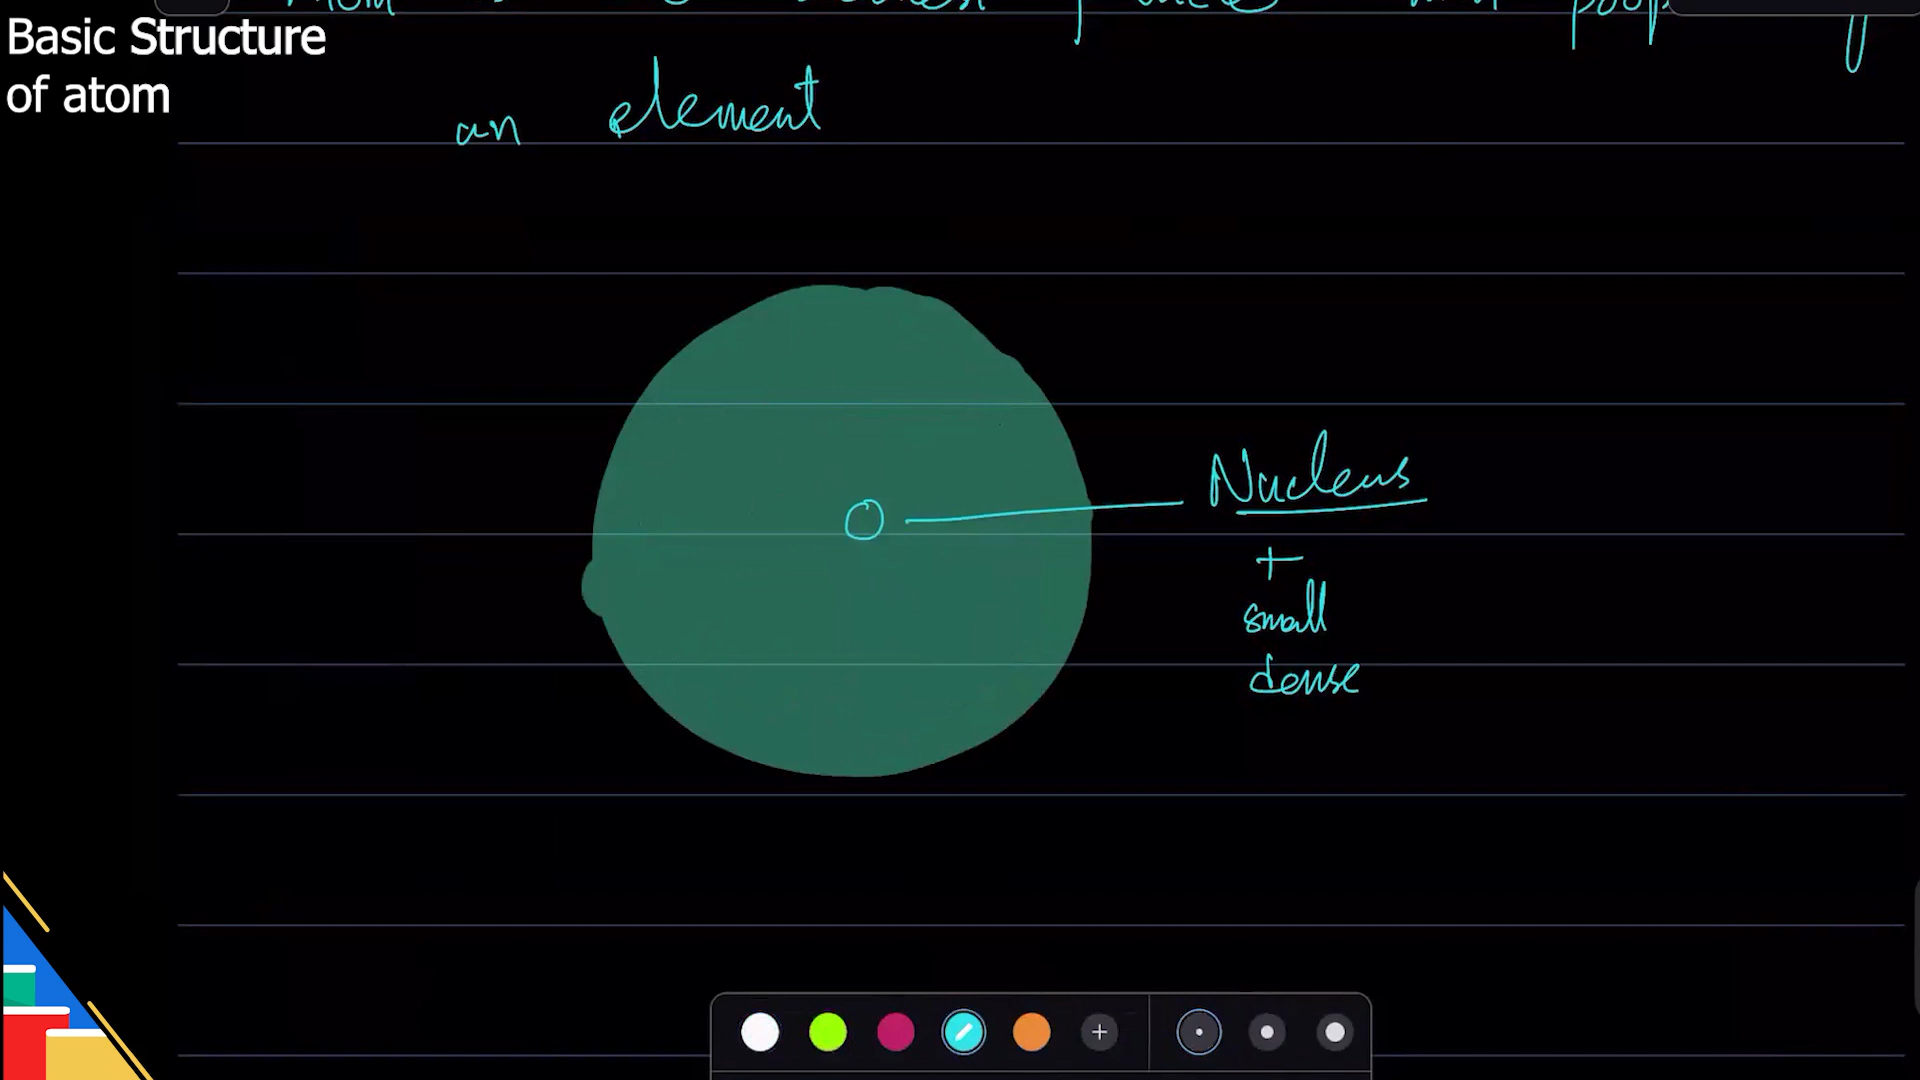 Basic Structure
of atom
an element
Nucleus
+
small
dense